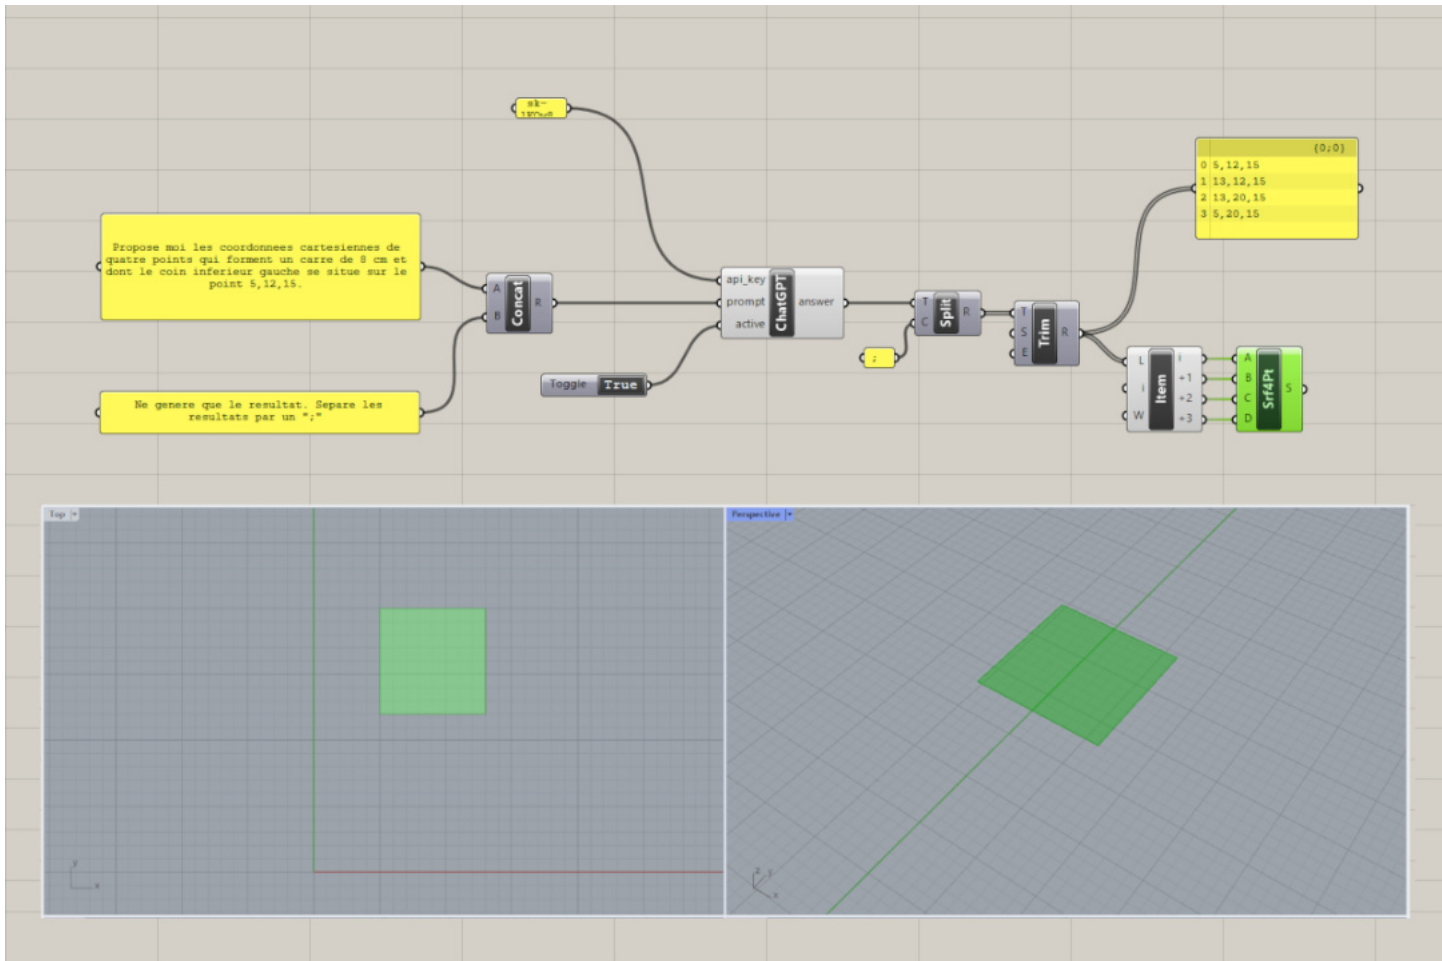 sk-
Propose moi les coordonnees cartesiennes de
quatre points qui forment un carre de 8 cm et
dont le coin inferieur gauche se situe sur le
point 5,12,15.
Ne genere que le resultat. Separe les
resultats par un ";"
A
B
Concat
R
Toggle
True
api_key
prompt
active
ChatGPT
answer
;
T
C
Split
R
T
S
E
Trim
R
{0;0}
0 5,12,15
1 13,12,15
2 13,20,15
3 5,20,15
L
i
W
Item
i
+1
+2
+3
A
B
C
D
Srf4Pt
S
Top
Perspective
y
x
z
y
x